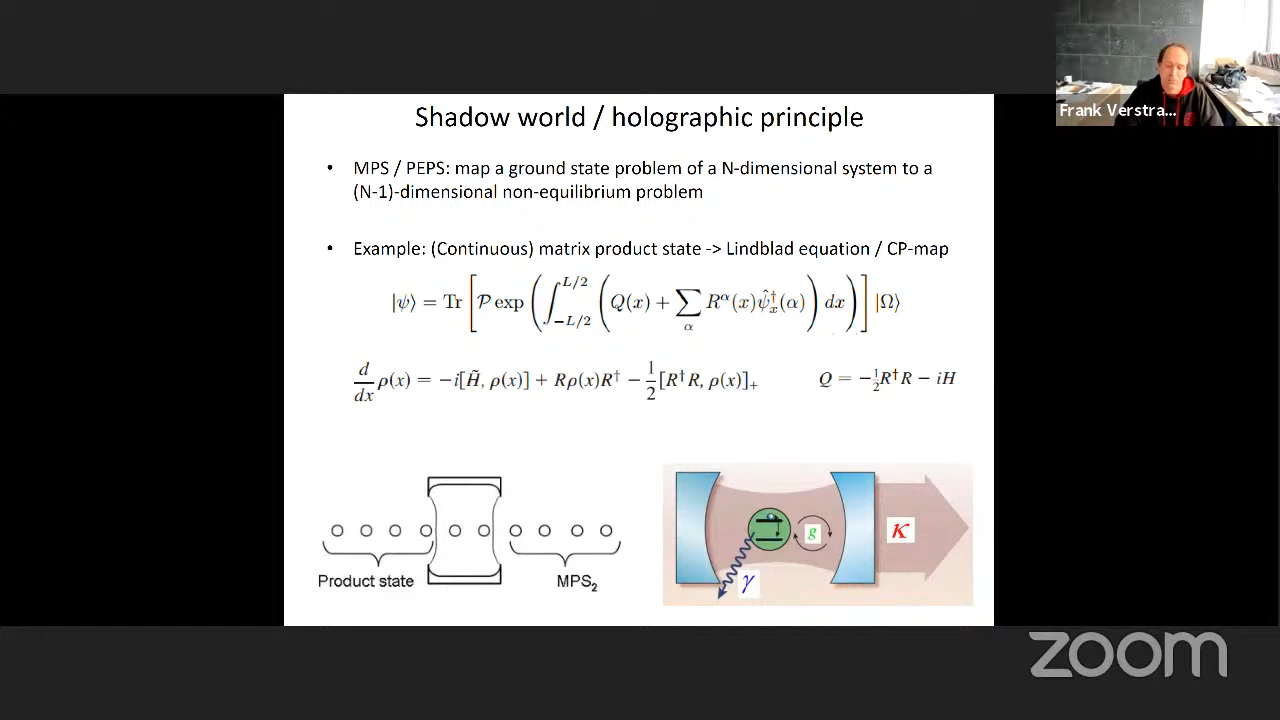 Frank Verstra...
Shadow world / holographic principle
• MPS / PEPS: map a ground state problem of a N-dimensional system to a
(N-1)-dimensional non-equilibrium problem
• Example: (Continuous) matrix product state -> Lindblad equation / CP-map
|ψ⟩ = Tr [ 𝒫 exp ( ∫_{−L/2}^{L/2} ( Q(x) + ∑_α R^α(x) ψ̂_x^†(α) ) dx ) ] |Ω⟩
d/dx ρ(x) = −i[H̃, ρ(x)] + Rρ(x)R† − 1/2 [R†R, ρ(x)]₊
Q = −½R†R − iH
Product state
MPS₂
g
κ
γ
zoom